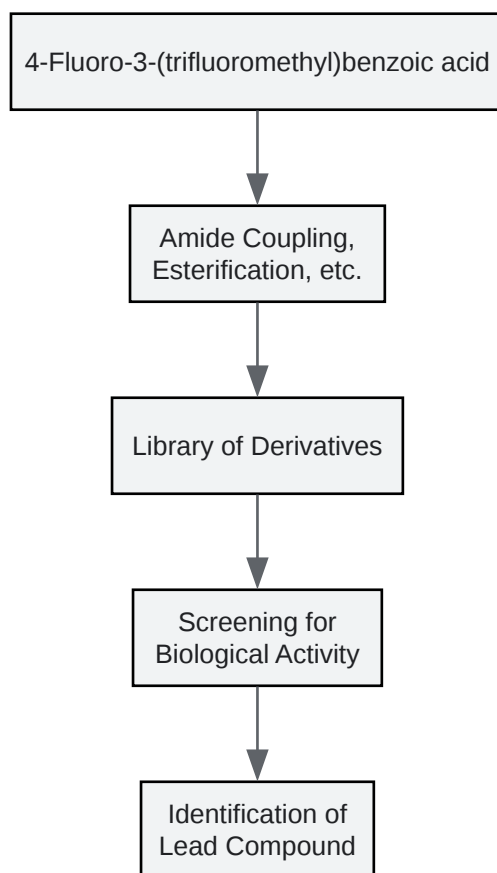 4-Fluoro-3-(trifluoromethyl)benzoic acid
Amide Coupling,
Esterification, etc.
Library of Derivatives
Screening for
Biological Activity
Identification of
Lead Compound